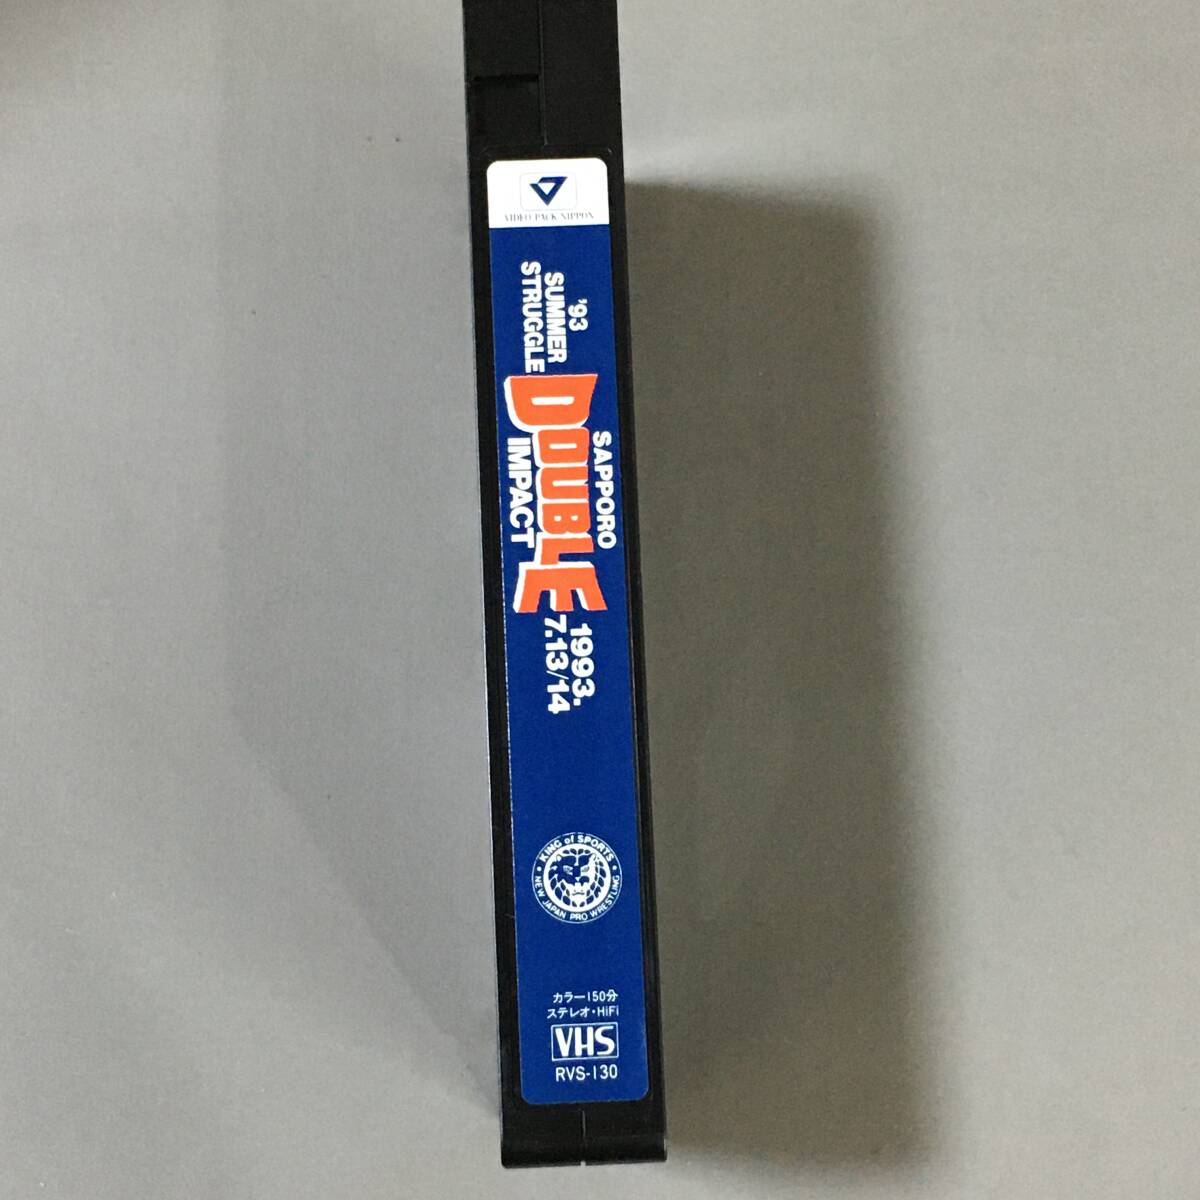 VIDEO PACK NIPPON
'93
SUMMER
STRUGGLE
SAPPORO
DOUBLE
IMPACT
1993.
7.13/14
KING of SPORTS
NEW JAPAN PRO WRESTLING
カラー150分
ステレオ・HiFi
VHS
RVS-130